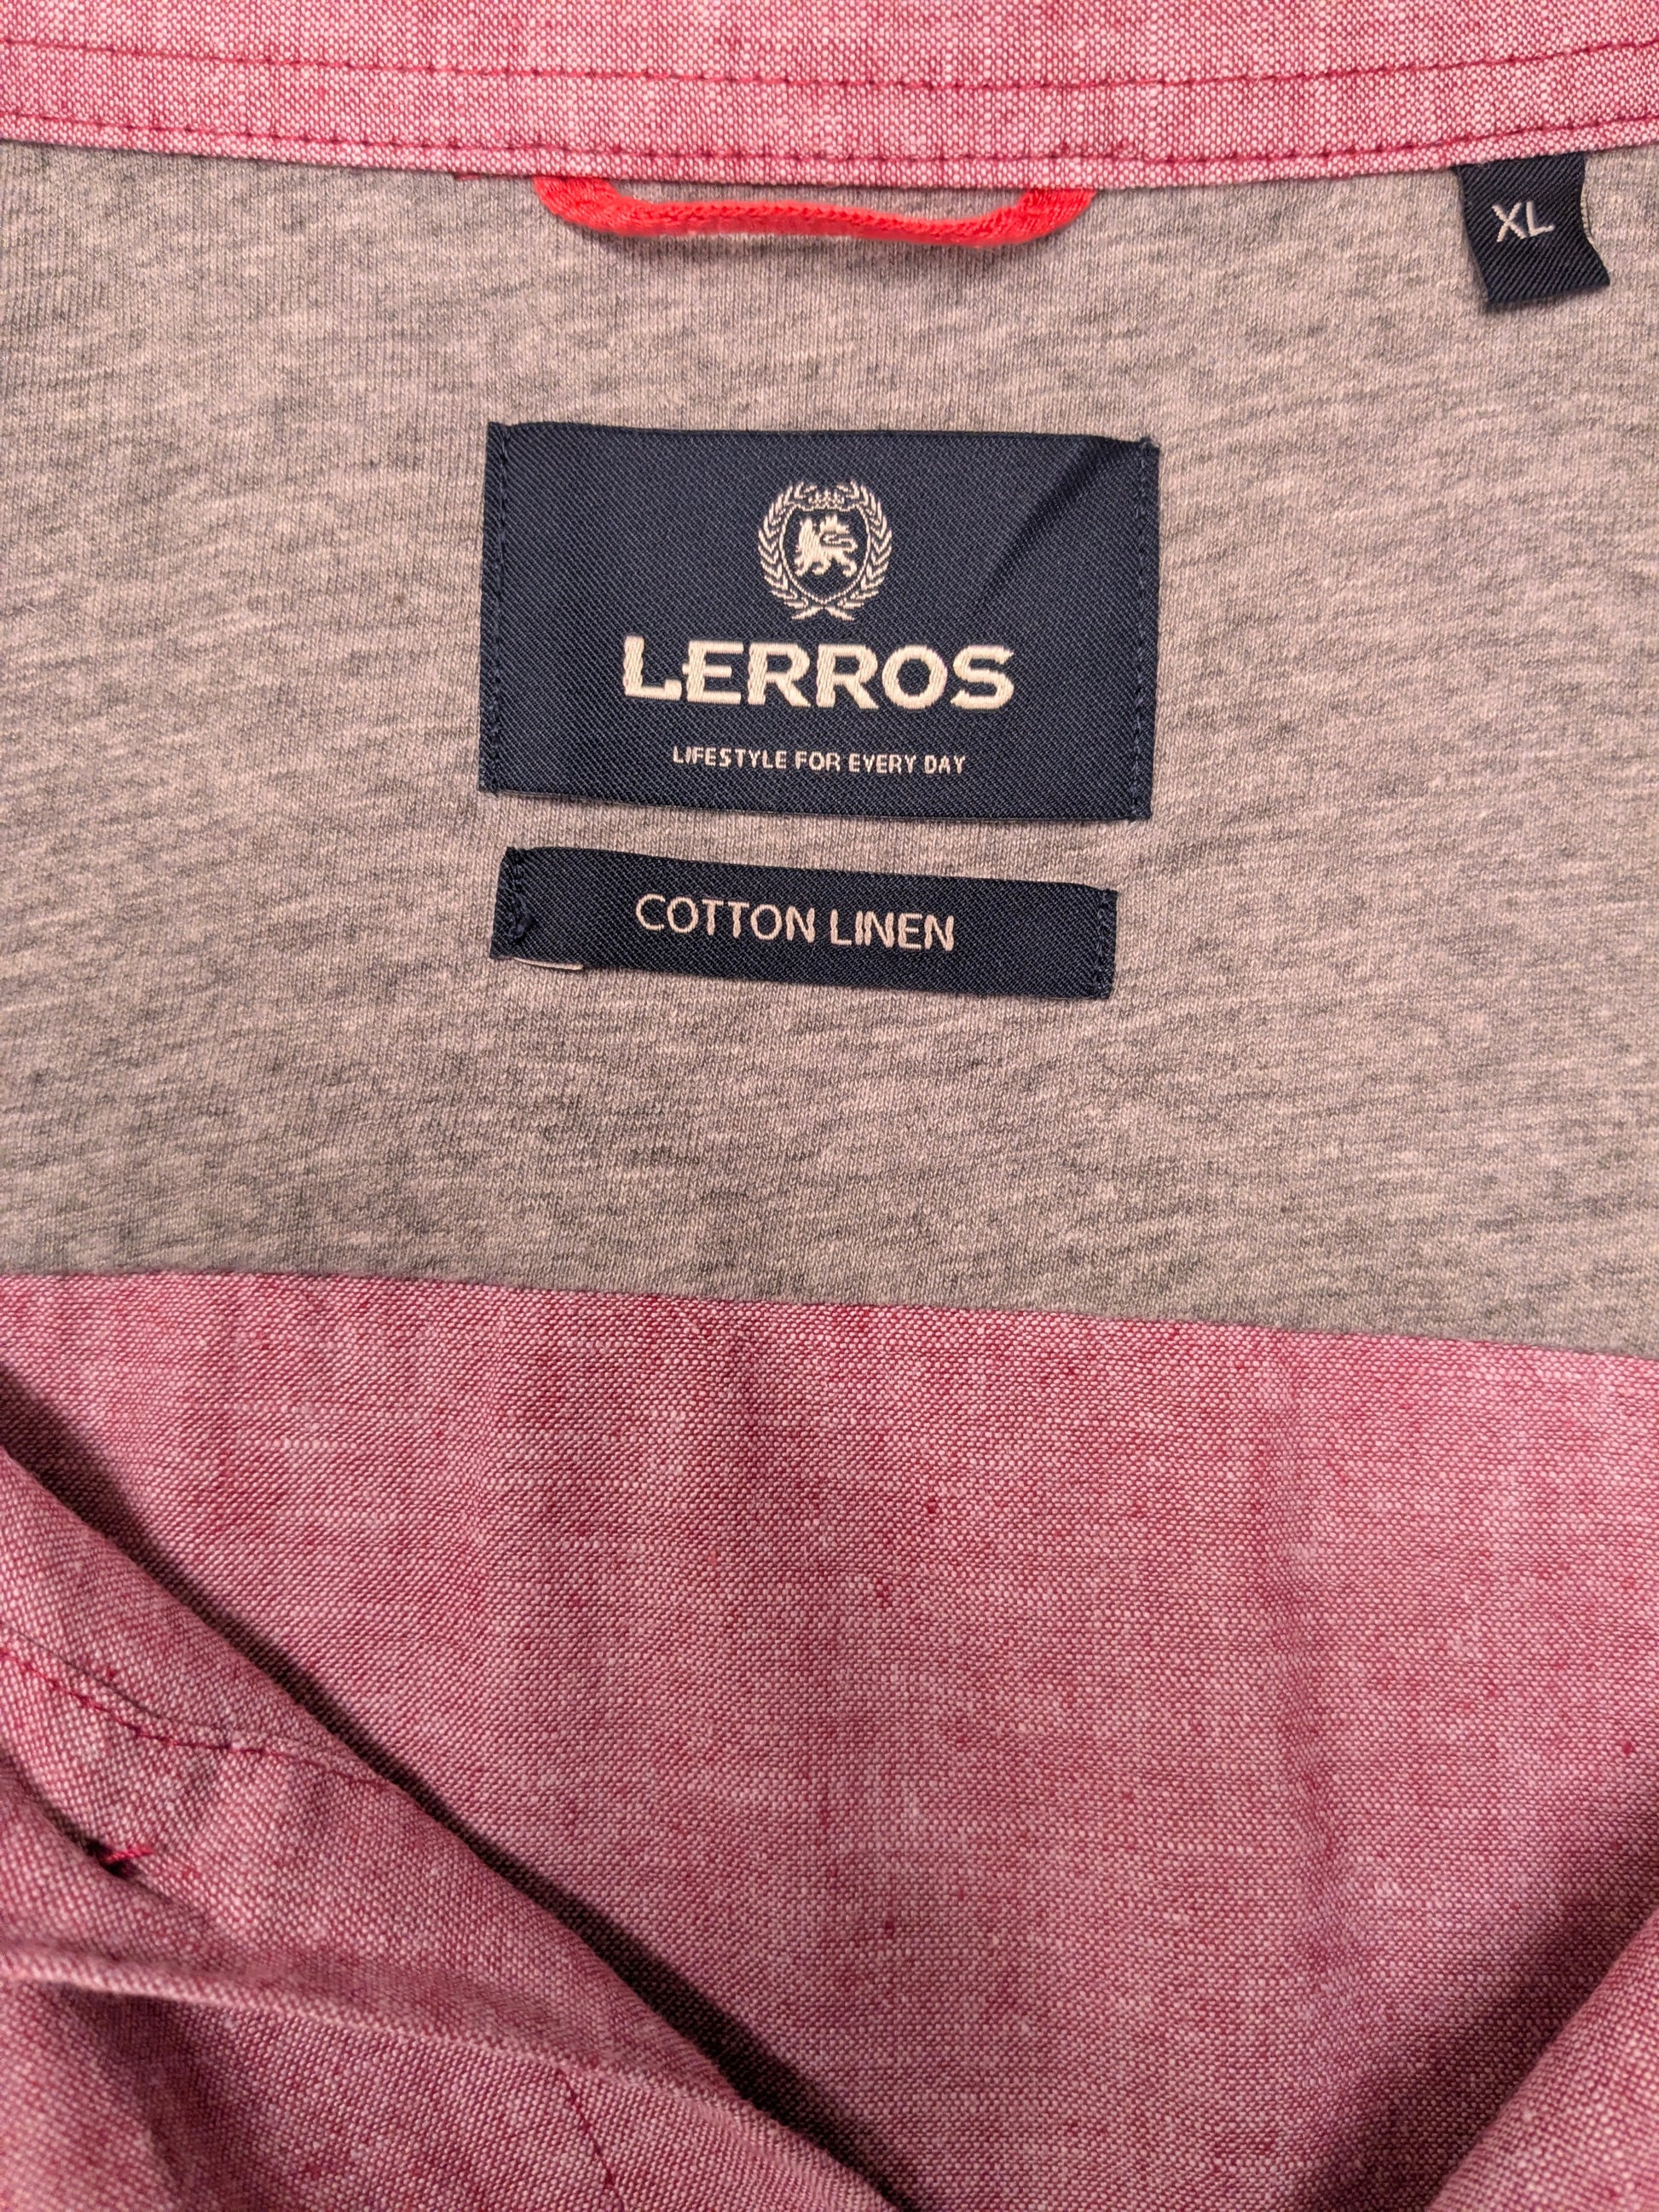 XL
LERROS
LIFESTYLE FOR EVERY DAY
COTTON LINEN